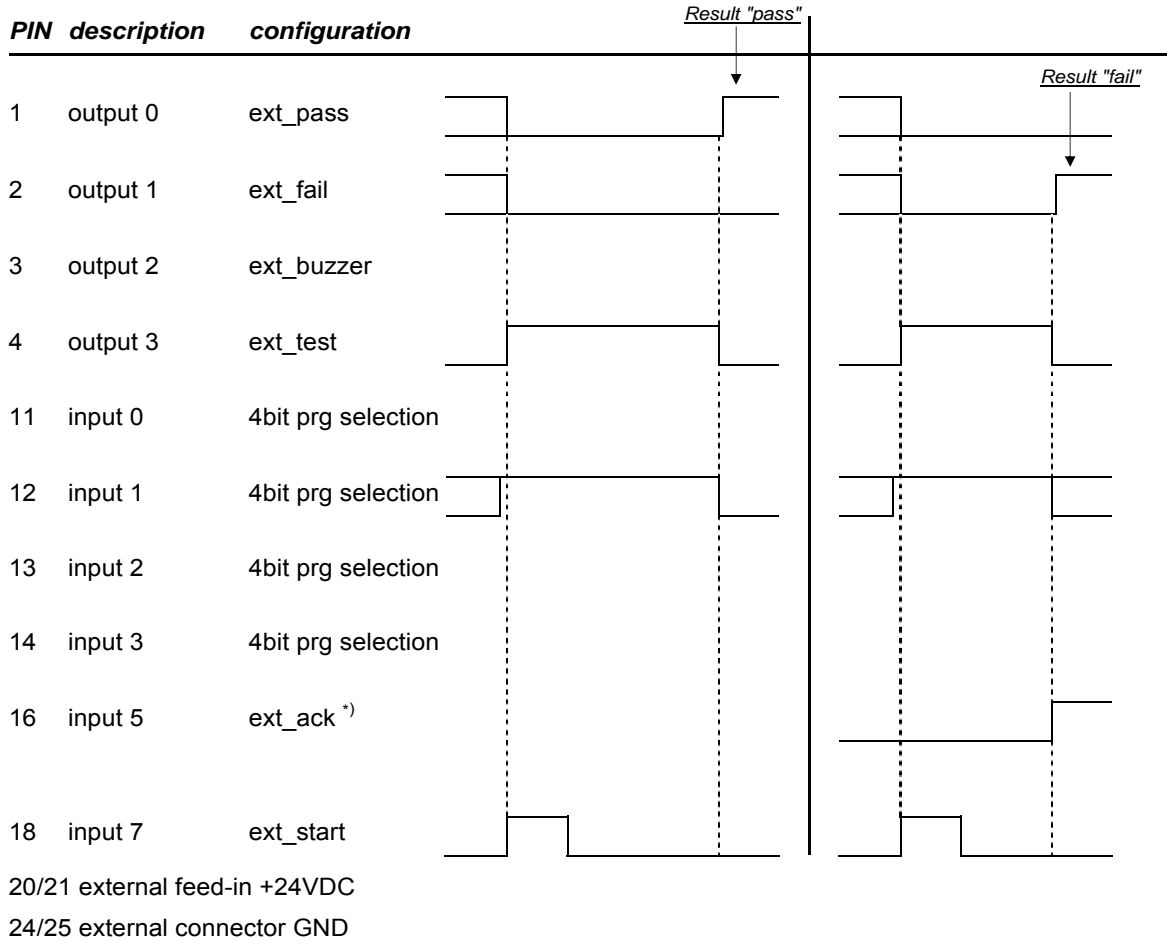 Result "pass"
PIN description configuration
Result "fail"
1 output 0 ext_pass
2 output 1 ext_fail
3 output 2 ext_buzzer
4 output 3 ext_test
11 input 0 4bit prg selection
12 input 1 4bit prg selection
13 input 2 4bit prg selection
14 input 3 4bit prg selection
16 input 5 ext_ack *)
18 input 7 ext_start
20/21 external feed-in +24VDC
24/25 external connector GND